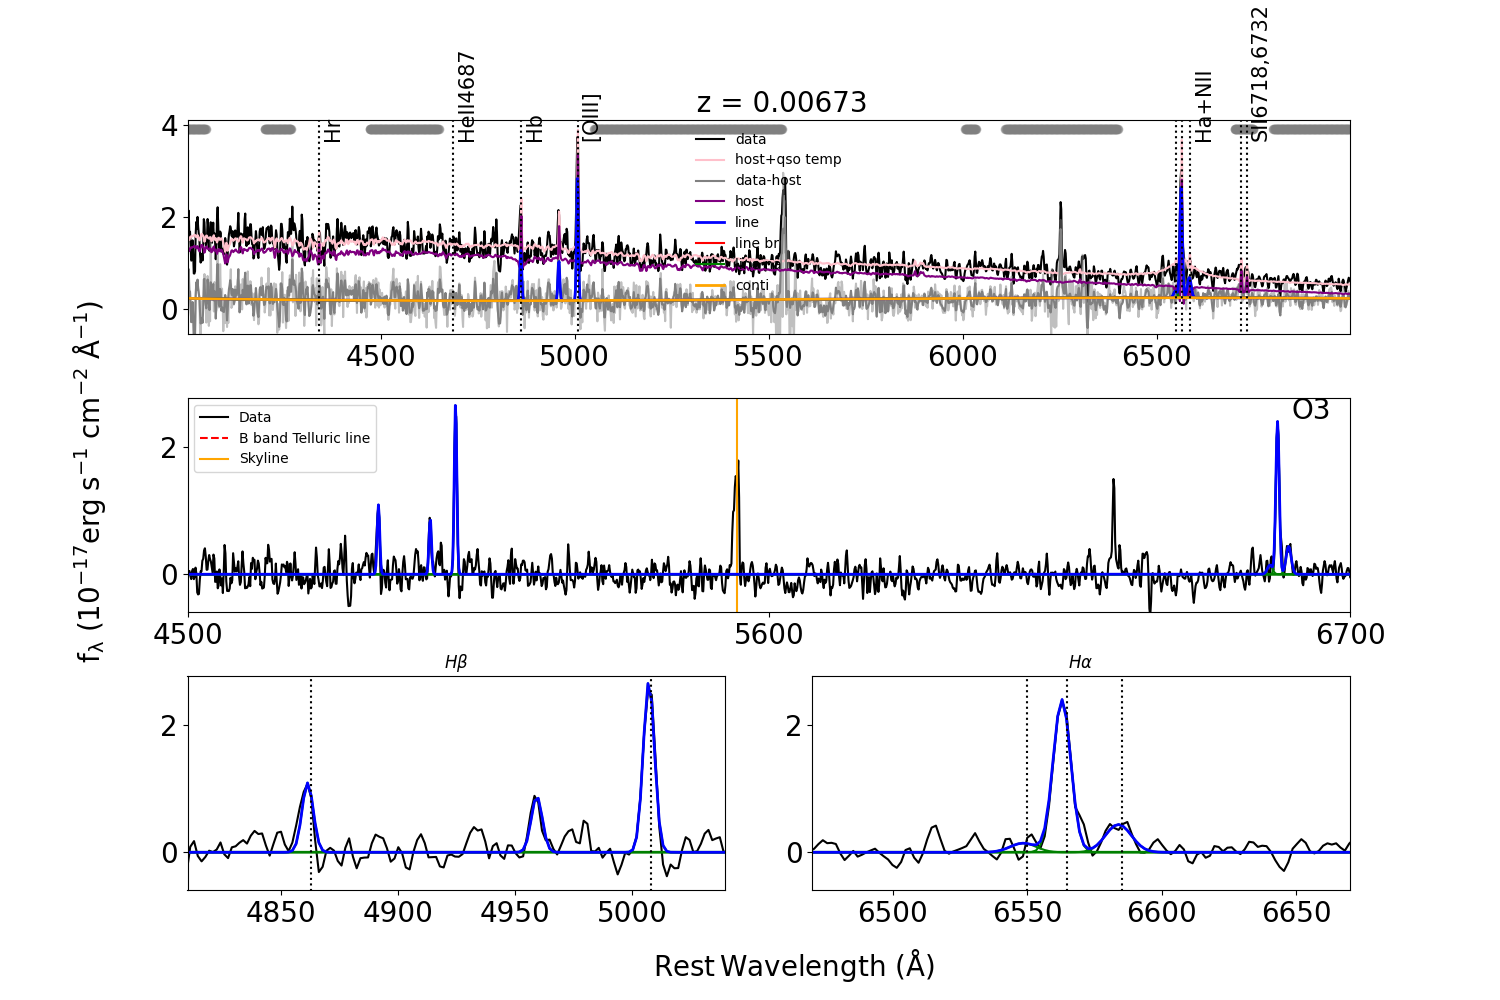 z = 0.00673
Hr
HeII4687
Hb
[OIII]
Ha+NII
SII6718,6732
data
host+qso temp
data-host
host
line
line br
conti
4
2
0
4500 5000 5500 6000 6500
fλ (10−17erg s−1 cm−2 Å−1)
Data
B band Telluric line
Skyline
O3
2
0
4500 5600 6700
Hβ
2
0
4850 4900 4950 5000
Hα
2
0
6500 6550 6600 6650
Rest Wavelength (Å)